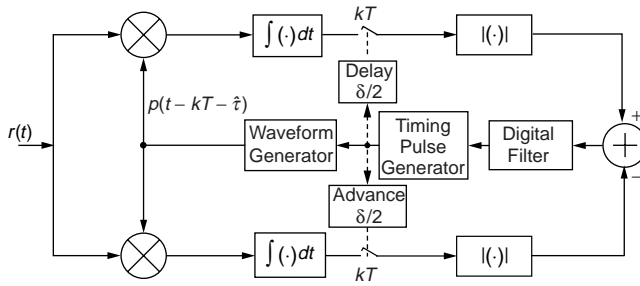 kT
∫(·)dt
|(·)|
Delay
δ/2
+
p(t – kT – τ̂)
r(t)
Waveform
Generator
Timing
Pulse
Generator
Digital
Filter
+
–
Advance
δ/2
∫(·)dt
kT
|(·)|